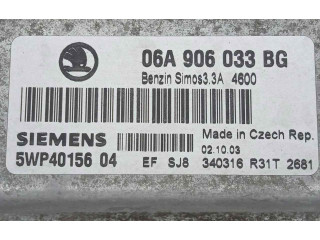 06A 906 033 BG
Benzin Simos3.3A 4600
SIEMENS
Made in Czech Rep.
02.10.03
5WP40156 04
EF SJ8 340316 R31T 2681